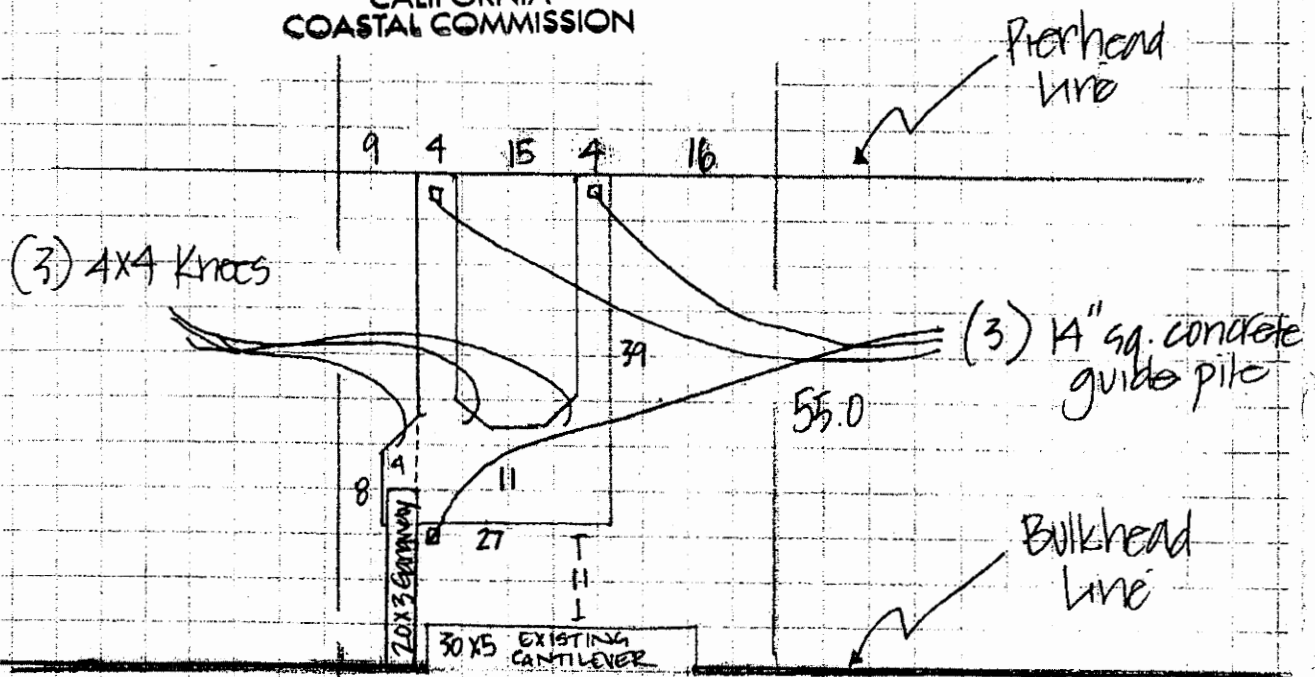 CALIFORNIA
COASTAL COMMISSION
Pierhead
Line
9 4 15 4 16
(3) 4x4 Knees
39
(3) 14" sq. concrete
guide pile
55.0
4
8
11
27
11
20x3 Gangway
Bulkhead
Line
30x5 EXISTING
CANTILEVER